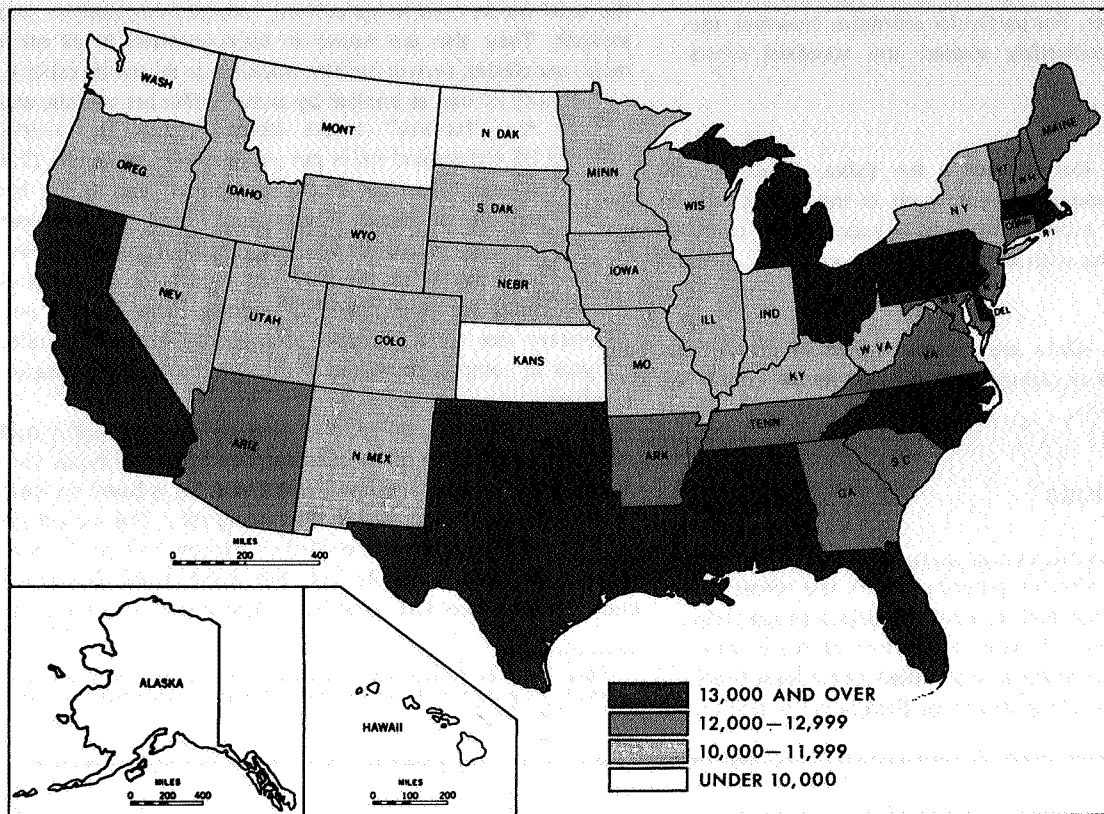 WASH
MONT
N DAK
MINN
MAINE
OREG
IDAHO
VT
N H
S DAK
WIS
N Y
WYO
CONN
R I
NEBR
IOWA
NEV
UTAH
COLO
ILL
IND
DEL
W VA
VA
KANS
MO
KY
TENN
ARIZ
N MEX
ARK
S C
GA
MILES
0 200 400
ALASKA
MILES
0 200 400
HAWAII
MILES
0 100 200
13,000 AND OVER
12,000—12,999
10,000—11,999
UNDER 10,000